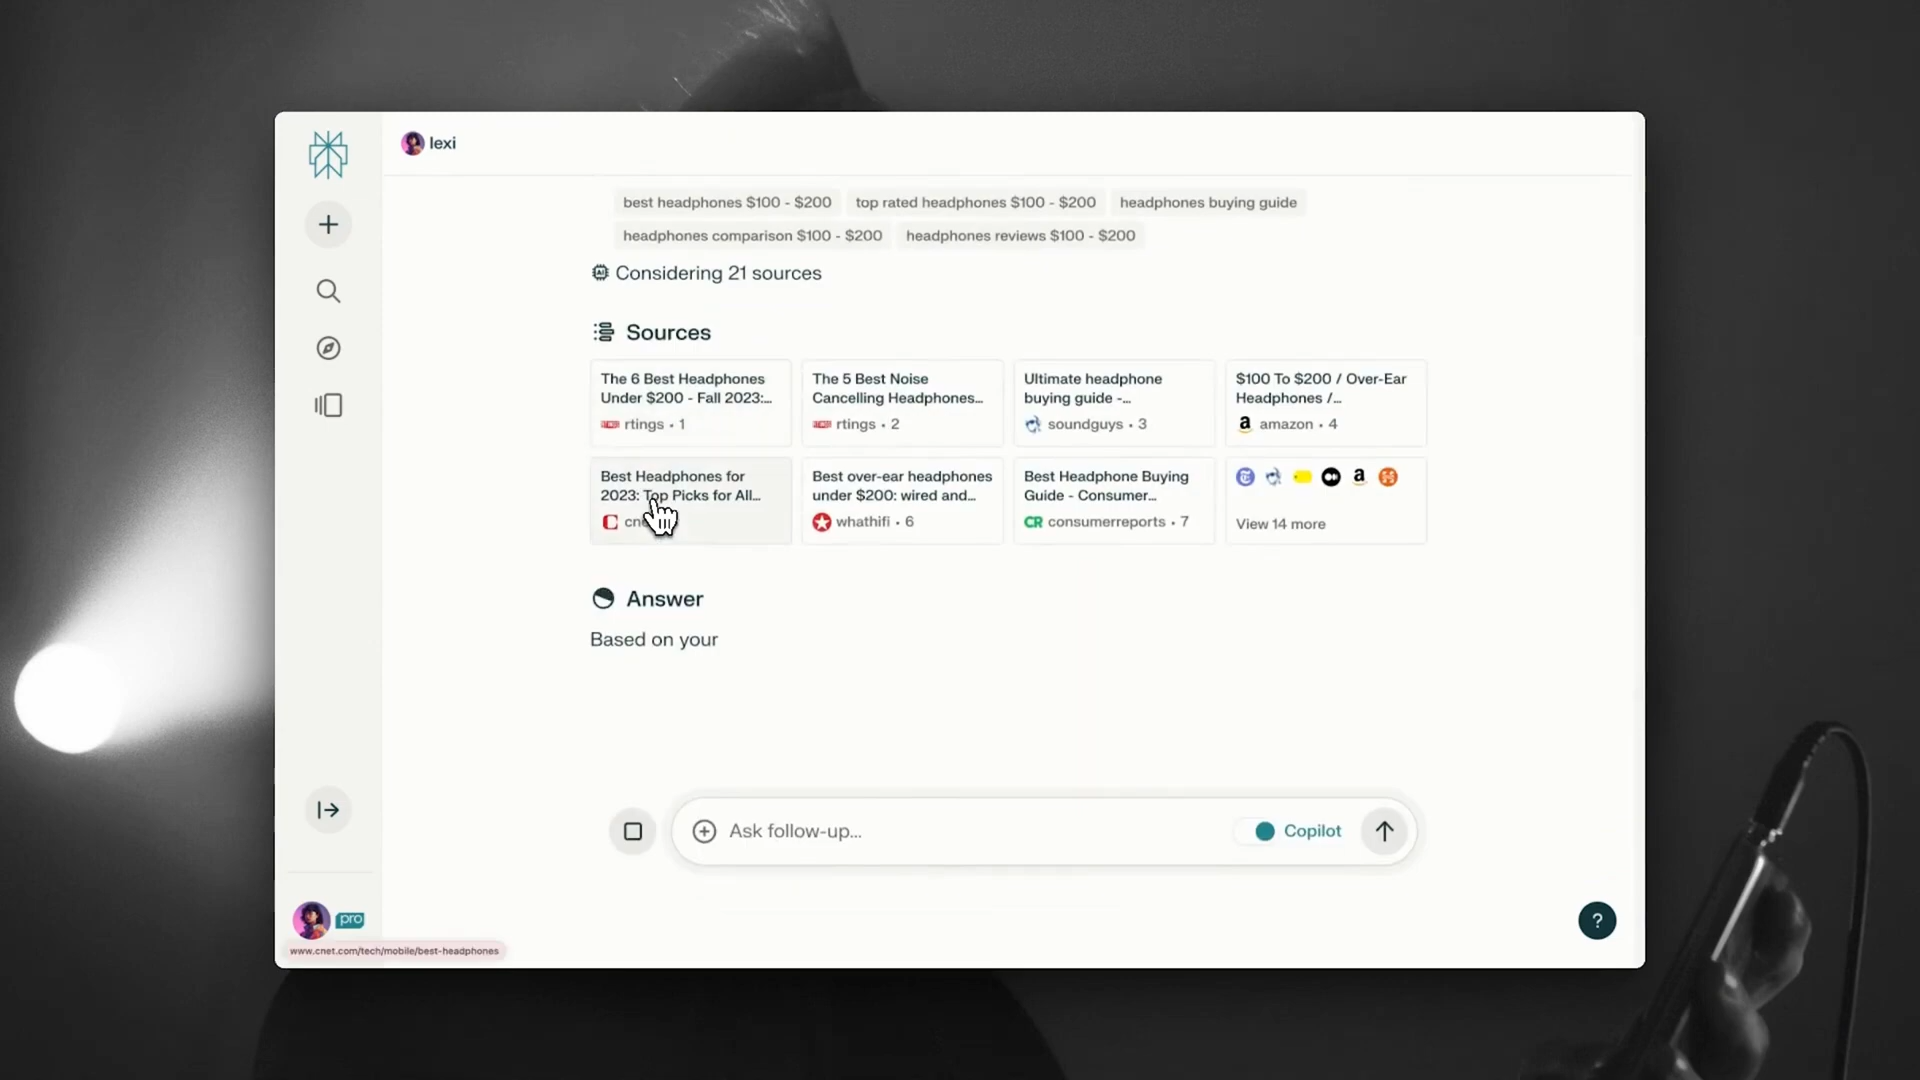 lexi
best headphones $100 - $200
top rated headphones $100 - $200
headphones buying guide
headphones comparison $100 - $200
headphones reviews $100 - $200
Considering 21 sources
Sources
The 6 Best Headphones
Under $200 - Fall 2023:...
rtings • 1
The 5 Best Noise
Cancelling Headphones...
rtings • 2
Ultimate headphone
buying guide -...
soundguys • 3
$100 To $200 / Over-Ear
Headphones /...
amazon • 4
Best Headphones for
2023: Top Picks for All...
Best over-ear headphones
under $200: wired and...
whathifi • 6
Best Headphone Buying
Guide - Consumer...
CR consumerreports • 7
View 14 more
Answer
Based on your
Ask follow-up...
Copilot
pro
www.cnet.com/tech/mobile/best-headphones
?